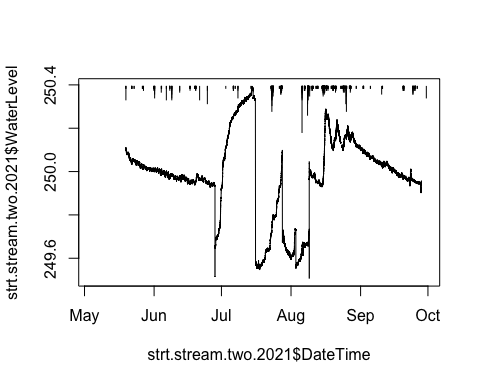 strt.stream.two.2021$WaterLevel
250.4
250.0
249.6
May Jun Jul Aug Sep Oct
strt.stream.two.2021$DateTime